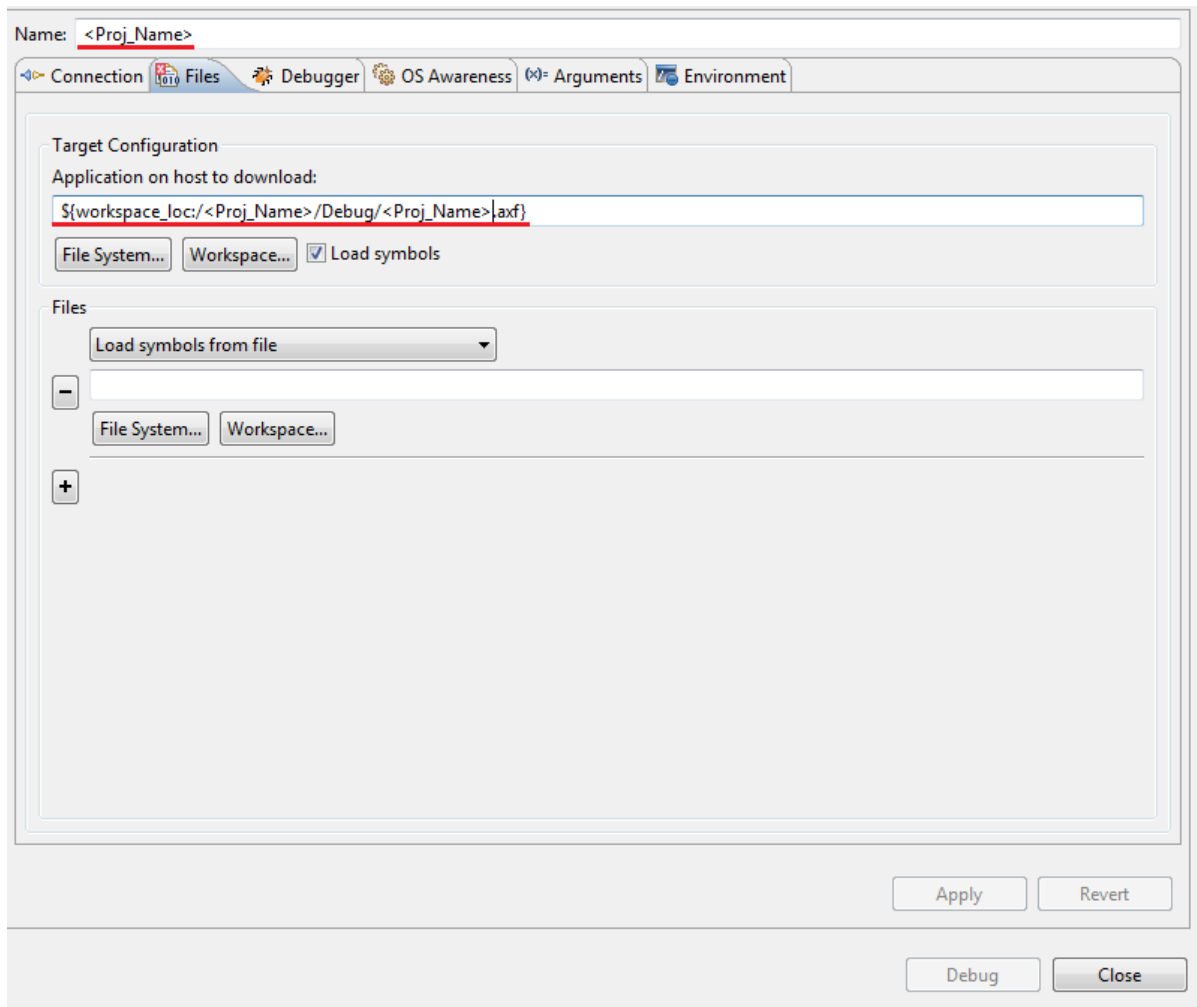 Name: <Proj_Name>
Connection Files Debugger OS Awareness (x)= Arguments Environment
Target Configuration
Application on host to download:
${workspace_loc:/<Proj_Name>/Debug/<Proj_Name>.axf}
File System... Workspace... Load symbols
Files
Load symbols from file
File System... Workspace...
Apply Revert
Debug Close